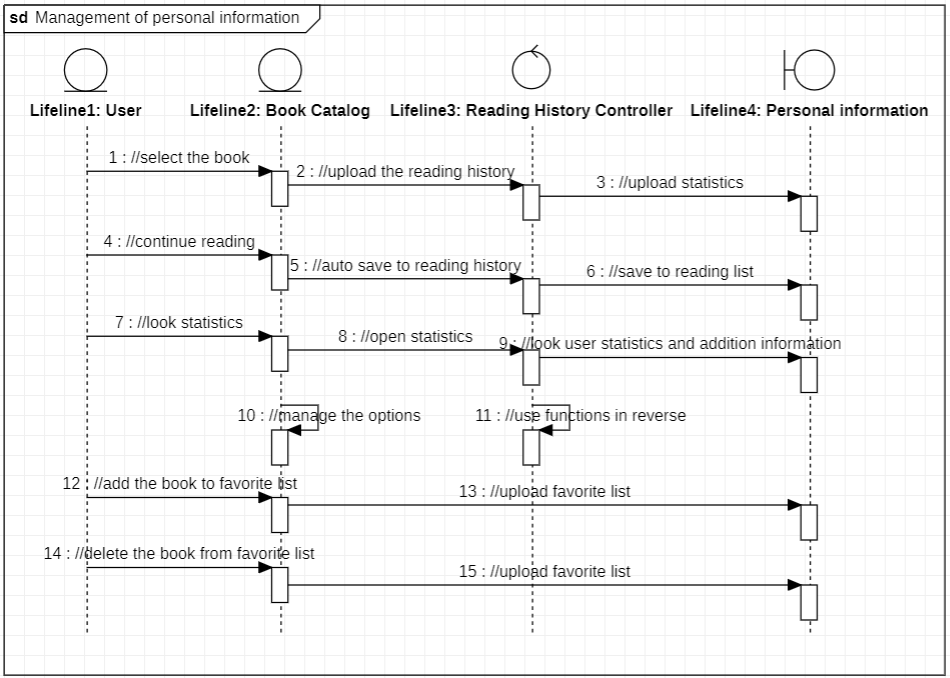 sd Management of personal information
Lifeline1: User
Lifeline2: Book Catalog
Lifeline3: Reading History Controller
Lifeline4: Personal information
1 : //select the book
2 : //upload the reading history
3 : //upload statistics
4 : //continue reading
5 : //auto save to reading history
6 : //save to reading list
7 : //look statistics
8 : //open statistics
9 : //look user statistics and addition information
10 : //manage the options
11 : //use functions in reverse
12 : //add the book to favorite list
13 : //upload favorite list
14 : //delete the book from favorite list
15 : //upload favorite list